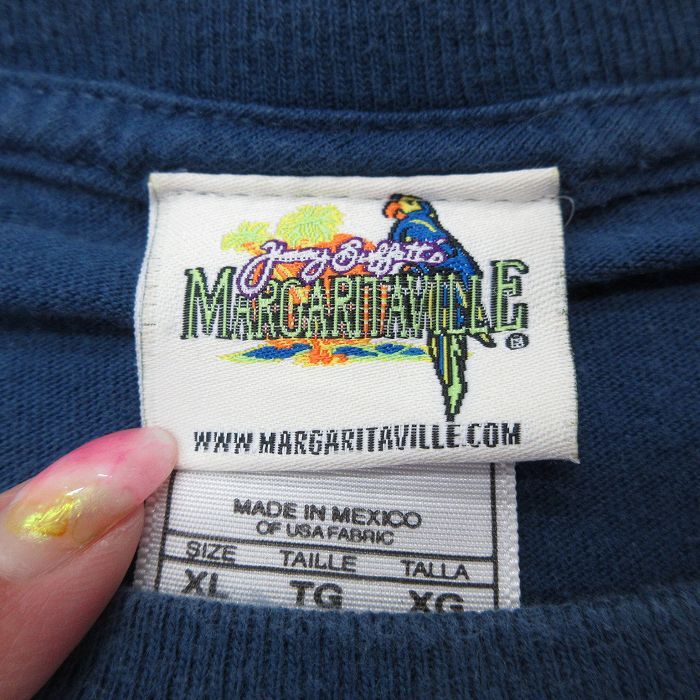 Jimmy Buffett's
MARGARITAVILLE ®
WWW.MARGARITAVILLE.COM
MADE IN MEXICO
OF USA FABRIC
SIZE TAILLE TALLA
XL TG XG